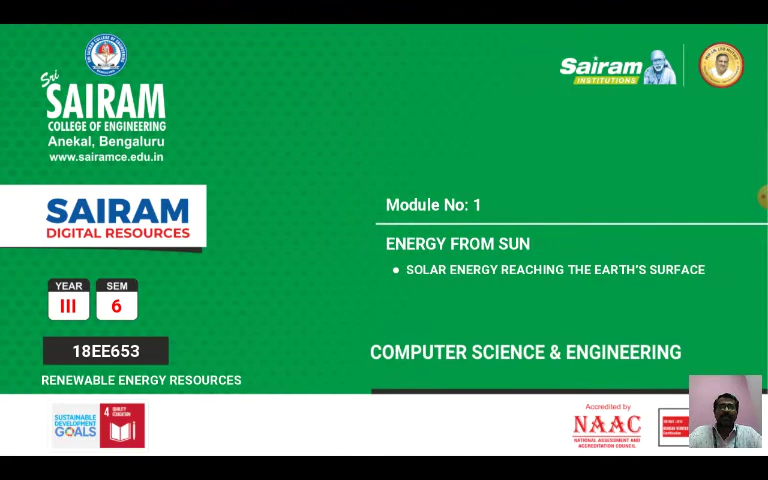 Sri
SAIRAM
COLLEGE OF ENGINEERING
Anekal, Bengaluru
www.sairamce.edu.in
Sairam
INSTITUTIONS
SAIRAM
DIGITAL RESOURCES
Module No: 1
ENERGY FROM SUN
● SOLAR ENERGY REACHING THE EARTH'S SURFACE
YEAR SEM
III 6
18EE653
COMPUTER SCIENCE & ENGINEERING
RENEWABLE ENERGY RESOURCES
SUSTAINABLE
DEVELOPMENT
GOALS
4 QUALITY
EDUCATION
Accredited by
NAAC
NATIONAL ASSESSMENT AND
ACCREDITATION COUNCIL